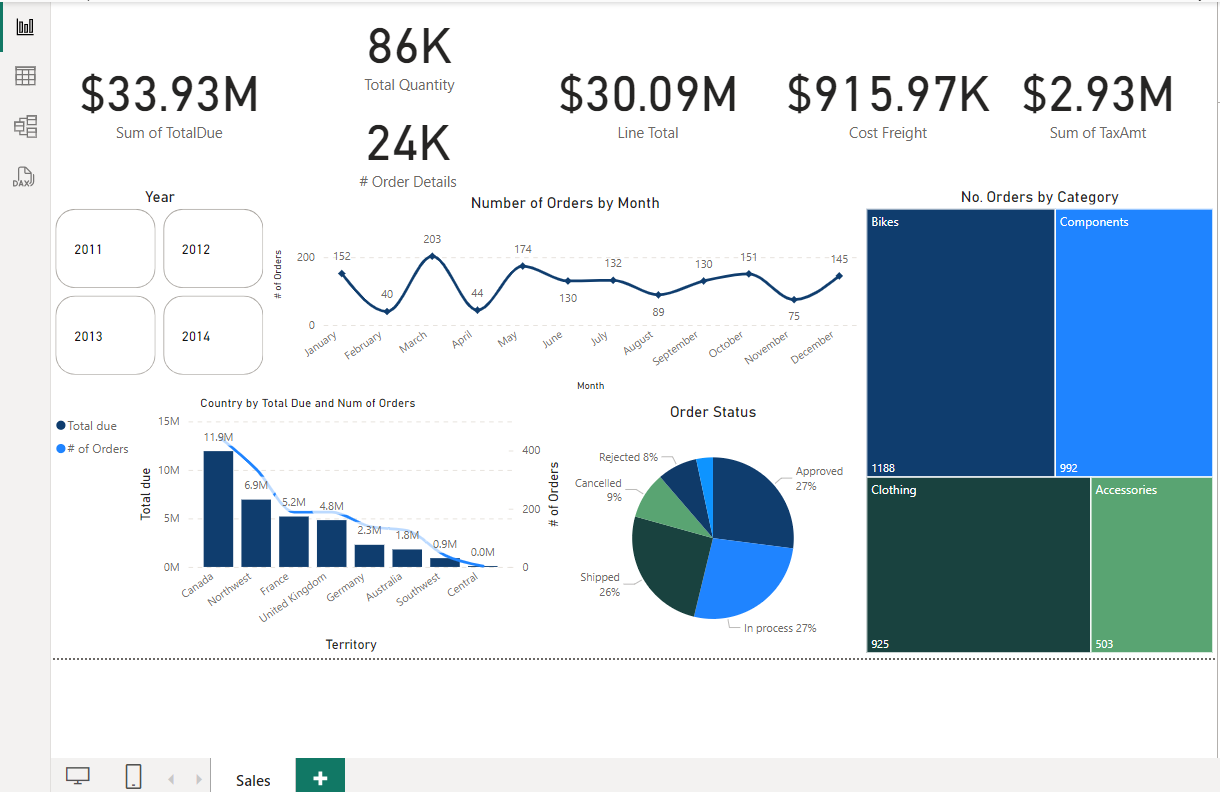 86K
Total Quantity
$33.93M
Sum of TotalDue
$30.09M
Line Total
$915.97K
Cost Freight
$2.93M
Sum of TaxAmt
24K
# Order Details
DAX
Year
2011
2012
2013
2014
Number of Orders by Month
# of Orders
200
0
152
40
203
44
174
130
132
89
130
151
75
145
January
February
March
April
May
June
July
August
September
October
November
December
Month
No. Orders by Category
Bikes
1188
Components
992
Clothing
925
Accessories
503
Country by Total Due and Num of Orders
Total due
# of Orders
Total due
15M
10M
5M
0M
11.9M
6.9M
5.2M
4.8M
2.3M
1.8M
0.9M
0.0M
400
200
0
# of Orders
Canada
Northwest
France
United Kingdom
Germany
Australia
Southwest
Central
Territory
Order Status
Rejected 8%
Approved
27%
Cancelled
9%
Shipped
26%
In process 27%
Sales